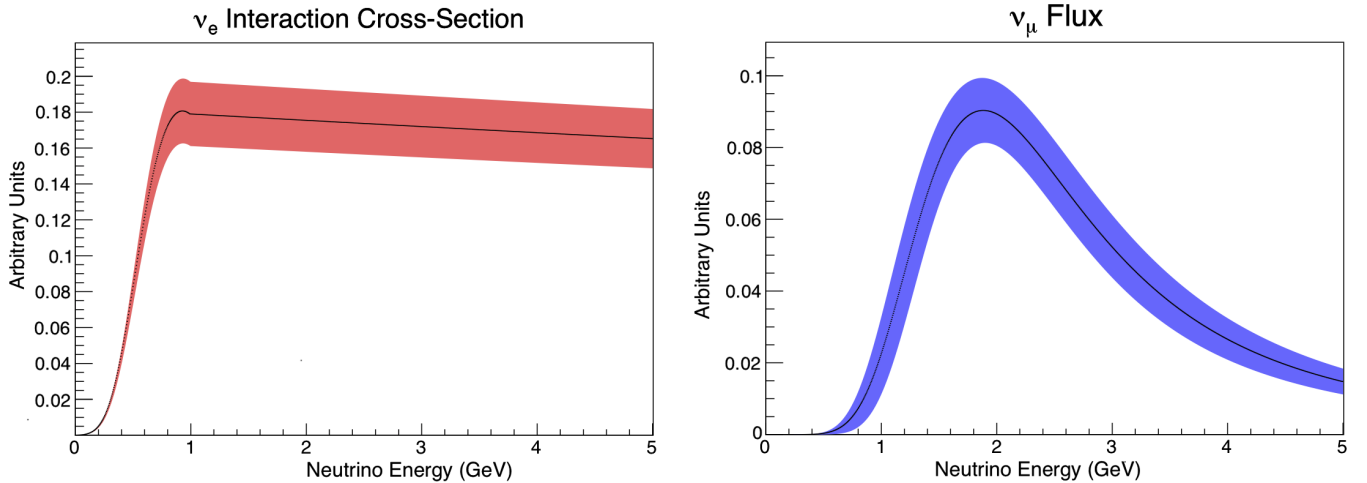 νe Interaction Cross-Section
Arbitrary Units
0.2
0.18
0.16
0.14
0.12
0.1
0.08
0.06
0.04
0.02
0 1 2 3 4 5
Neutrino Energy (GeV)
νμ Flux
Arbitrary Units
0.1
0.08
0.06
0.04
0.02
0
0 1 2 3 4 5
Neutrino Energy (GeV)